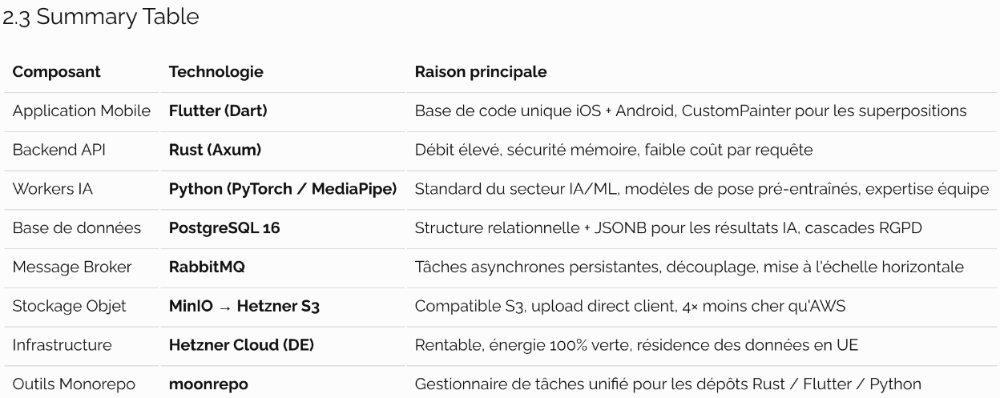 2.3 Summary Table
Composant Technologie Raison principale
Application Mobile Flutter (Dart) Base de code unique iOS + Android, CustomPainter pour les superpositions
Backend API Rust (Axum) Débit élevé, sécurité mémoire, faible coût par requête
Workers IA Python (PyTorch / MediaPipe) Standard du secteur IA/ML, modèles de pose pré-entraînés, expertise équipe
Base de données PostgreSQL 16 Structure relationnelle + JSONB pour les résultats IA, cascades RGPD
Message Broker RabbitMQ Tâches asynchrones persistantes, découplage, mise à l'échelle horizontale
Stockage Objet MinIO → Hetzner S3 Compatible S3, upload direct client, 4× moins cher qu'AWS
Infrastructure Hetzner Cloud (DE) Rentable, énergie 100% verte, résidence des données en UE
Outils Monorepo moonrepo Gestionnaire de tâches unifié pour les dépôts Rust / Flutter / Python